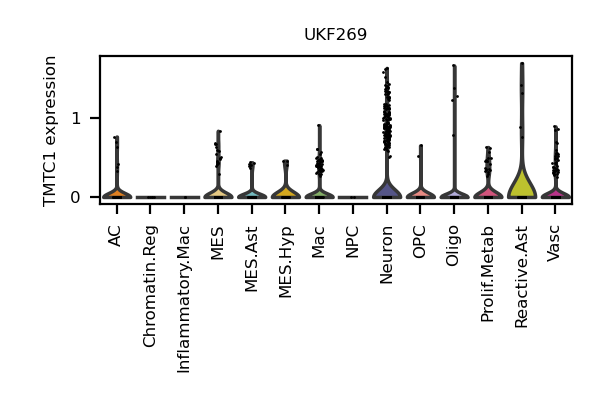 UKF269
TMTC1 expression
1
0
AC
Chromatin.Reg
Inflammatory.Mac
MES
MES.Ast
MES.Hyp
Mac
NPC
Neuron
OPC
Oligo
Prolif.Metab
Reactive.Ast
Vasc